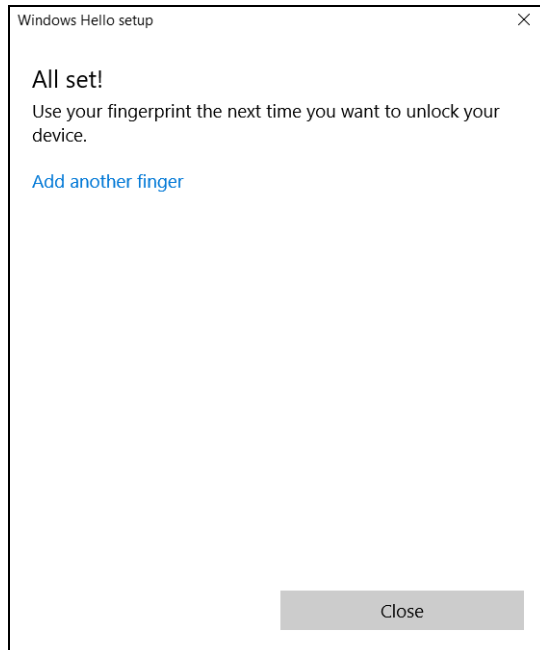 Windows Hello setup
All set!
Use your fingerprint the next time you want to unlock your
device.
Add another finger
Close